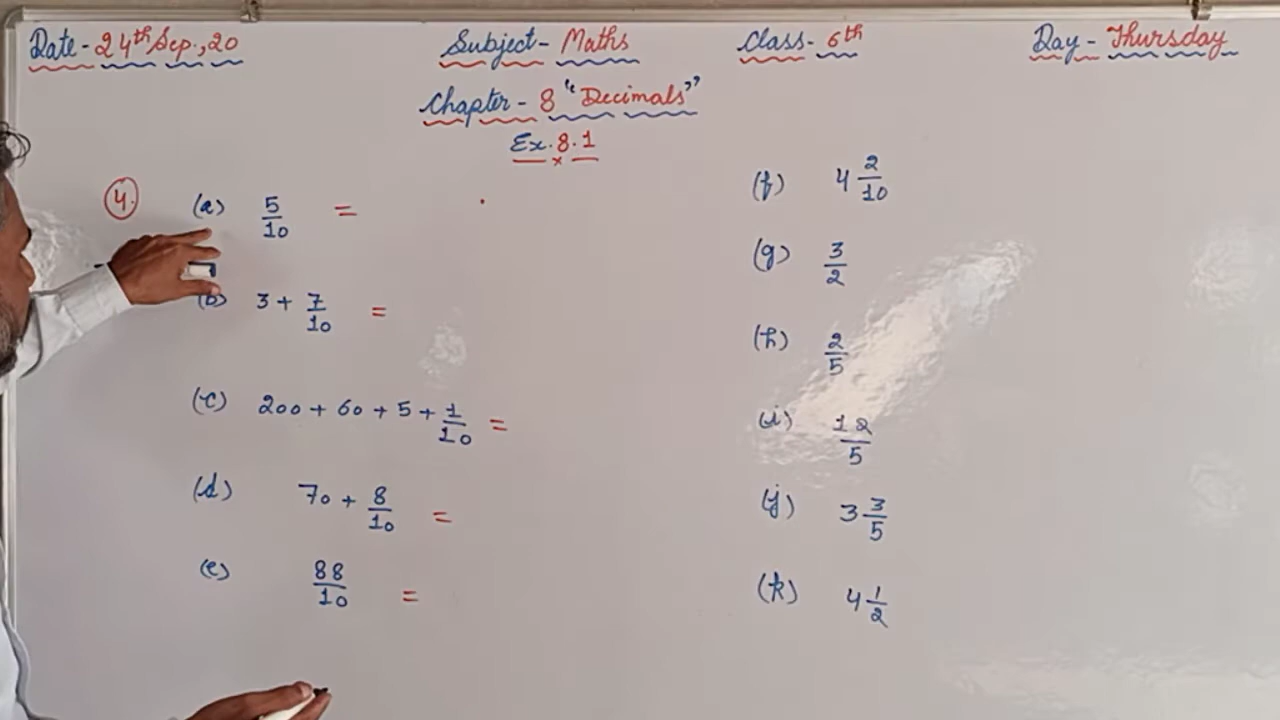 Date - 24th Sep., 20 Subject - Maths Class - 6th Day - Thursday
Chapter - 8 "Decimals"
Ex. 8.1
4. (a) 5/10 =
(b) 3 + 7/10 =
(c) 200 + 60 + 5 + 1/10 =
(d) 70 + 8/10 =
(e) 88/10 =
(f) 4 2/10
(g) 3/2
(h) 2/5
(i) 12/5
(j) 3 3/5
(k) 4 1/2